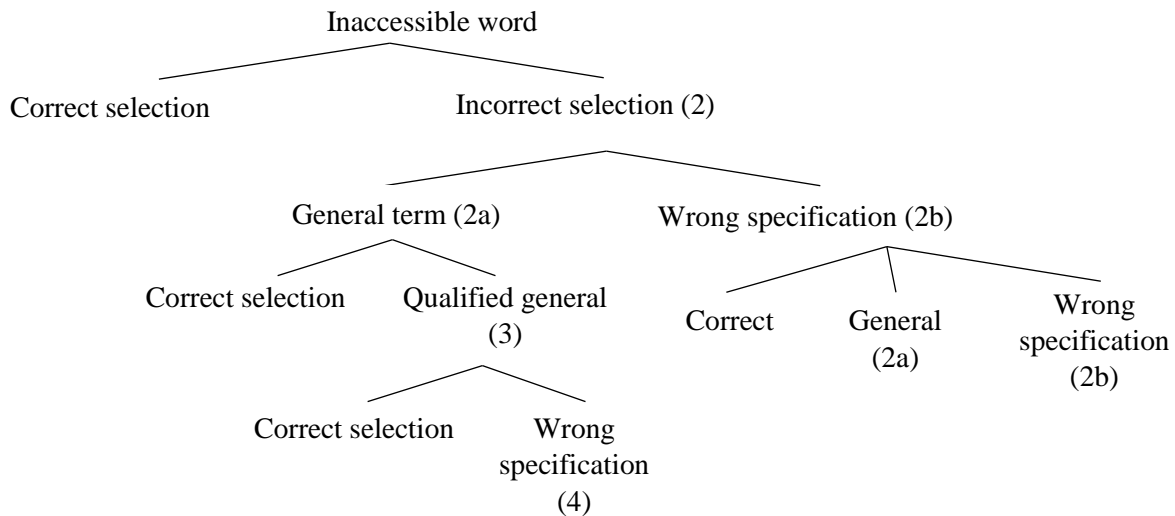 Inaccessible word
Correct selection
Incorrect selection (2)
General term (2a)
Wrong specification (2b)
Correct selection
Qualified general
(3)
Correct
General
(2a)
Wrong
specification
(2b)
Correct selection
Wrong
specification
(4)